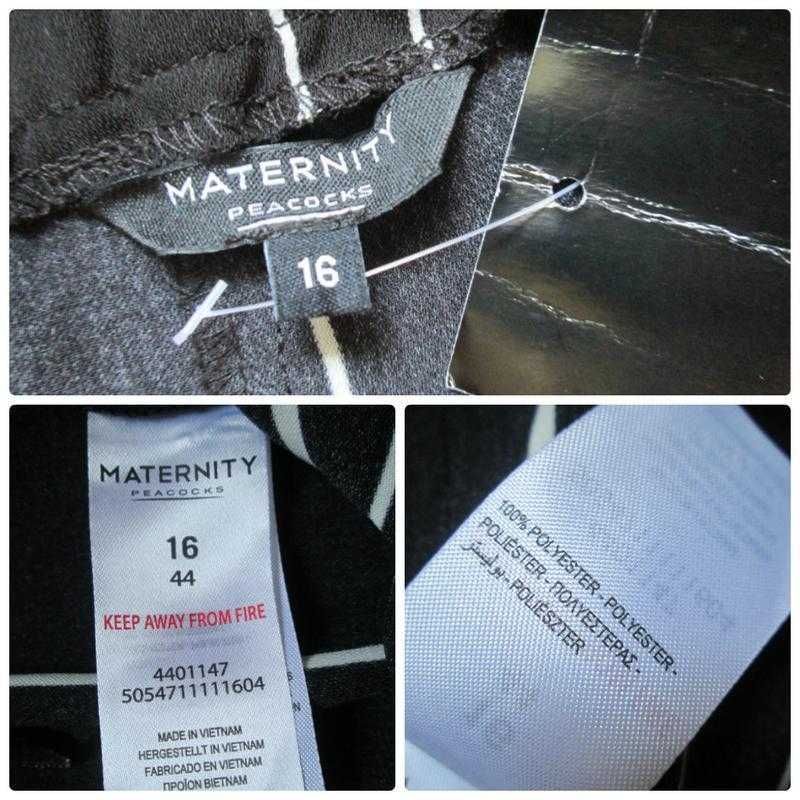 MATERNITY
PEACOCKS
16
MATERNITY
PEACOCKS
16
44
KEEP AWAY FROM FIRE
4401147
5054711111604
MADE IN VIETNAM
HERGESTELLT IN VIETNAM
FABRICADO EN VIETNAM
ΠΡΟΪΟΝ ΒΙΕΤΝΑΜ
100% POLYESTER - POLYESTER -
POLIÉSTER - ΠΟΛΥΕΣΤΕΡΑΣ -
بوليستر - POLIÉSZTER